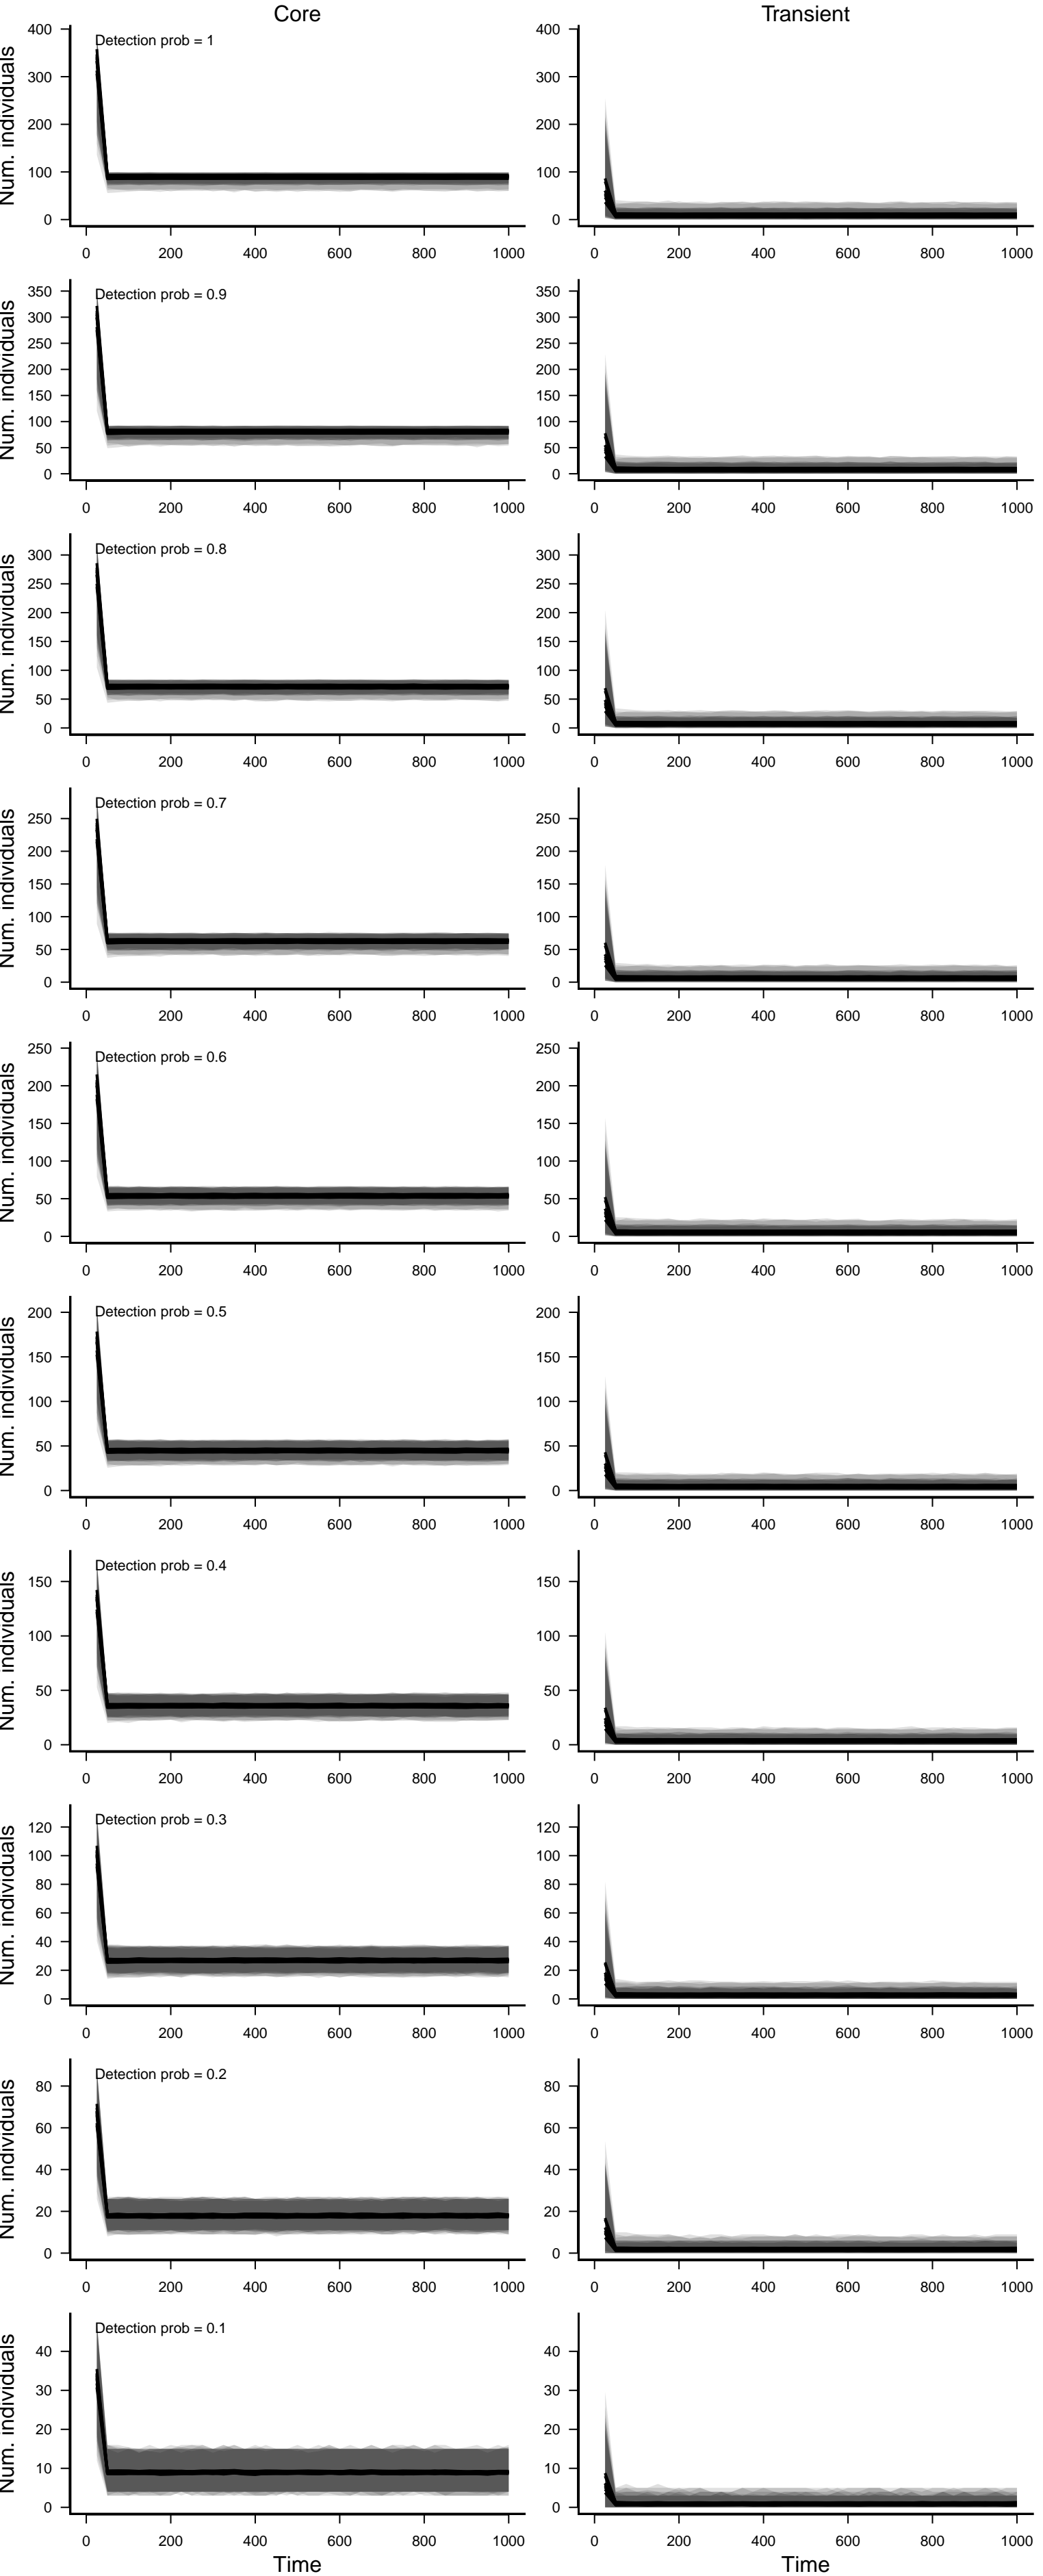 Core Transient
Num. individuals
Detection prob = 1
400
300
200
100
0
0 200 400 600 800 1000
400
300
200
100
0
0 200 400 600 800 1000
Num. individuals
Detection prob = 0.9
350
300
250
200
150
100
50
0
0 200 400 600 800 1000
350
300
250
200
150
100
50
0
0 200 400 600 800 1000
Num. individuals
Detection prob = 0.8
300
250
200
150
100
50
0
0 200 400 600 800 1000
300
250
200
150
100
50
0
0 200 400 600 800 1000
Num. individuals
Detection prob = 0.7
250
200
150
100
50
0
0 200 400 600 800 1000
250
200
150
100
50
0
0 200 400 600 800 1000
Num. individuals
Detection prob = 0.6
250
200
150
100
50
0
0 200 400 600 800 1000
250
200
150
100
50
0
0 200 400 600 800 1000
Num. individuals
Detection prob = 0.5
200
150
100
50
0
0 200 400 600 800 1000
200
150
100
50
0
0 200 400 600 800 1000
Num. individuals
Detection prob = 0.4
150
100
50
0
0 200 400 600 800 1000
150
100
50
0
0 200 400 600 800 1000
Num. individuals
Detection prob = 0.3
120
100
80
60
40
20
0
0 200 400 600 800 1000
120
100
80
60
40
20
0
0 200 400 600 800 1000
Num. individuals
Detection prob = 0.2
80
60
40
20
0
0 200 400 600 800 1000
80
60
40
20
0
0 200 400 600 800 1000
Num. individuals
Detection prob = 0.1
40
30
20
10
0
0 200 400 600 800 1000
40
30
20
10
0
0 200 400 600 800 1000
Time Time